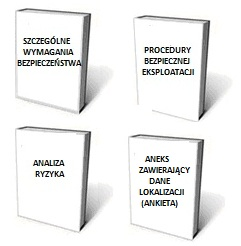 SZCZEGÓLNE
WYMAGANIA
BEZPIECZEŃSTWA
PROCEDURY
BEZPIECZNEJ
EKSPLOATACJI
ANALIZA
RYZYKA
ANEKS
ZAWIERAJĄCY
DANE
LOKALIZACJI
(ANKIETA)